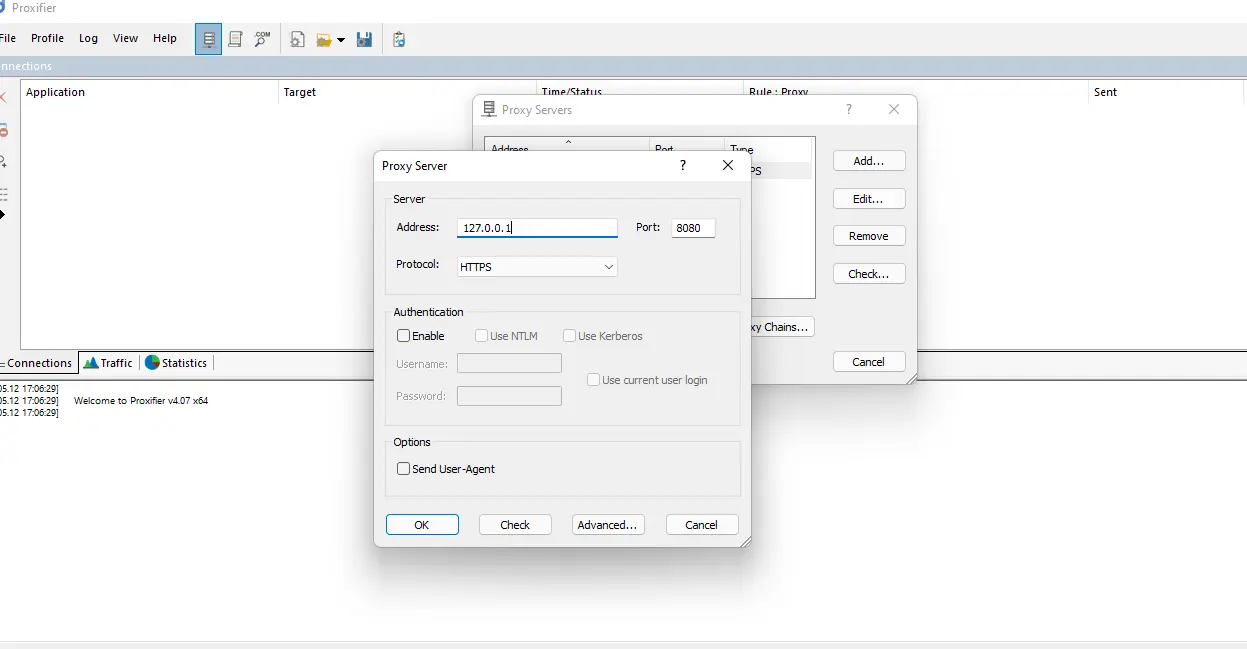 Proxifier
File Profile Log View Help
.COM
nnections
Application Target Time/Status Rule : Proxy Sent
Proxy Servers ?
Address Port Type
PS
Add...
Edit...
Remove
Check...
xy Chains...
Cancel
Proxy Server ?
Server
Address: 127.0.0.1 Port: 8080
Protocol: HTTPS
Authentication
Enable Use NTLM Use Kerberos
Username:
Use current user login
Password:
Options
Send User-Agent
OK Check Advanced... Cancel
Connections Traffic Statistics
05.12 17:06:29]
05.12 17:06:29] Welcome to Proxifier v4.07 x64
05.12 17:06:29]